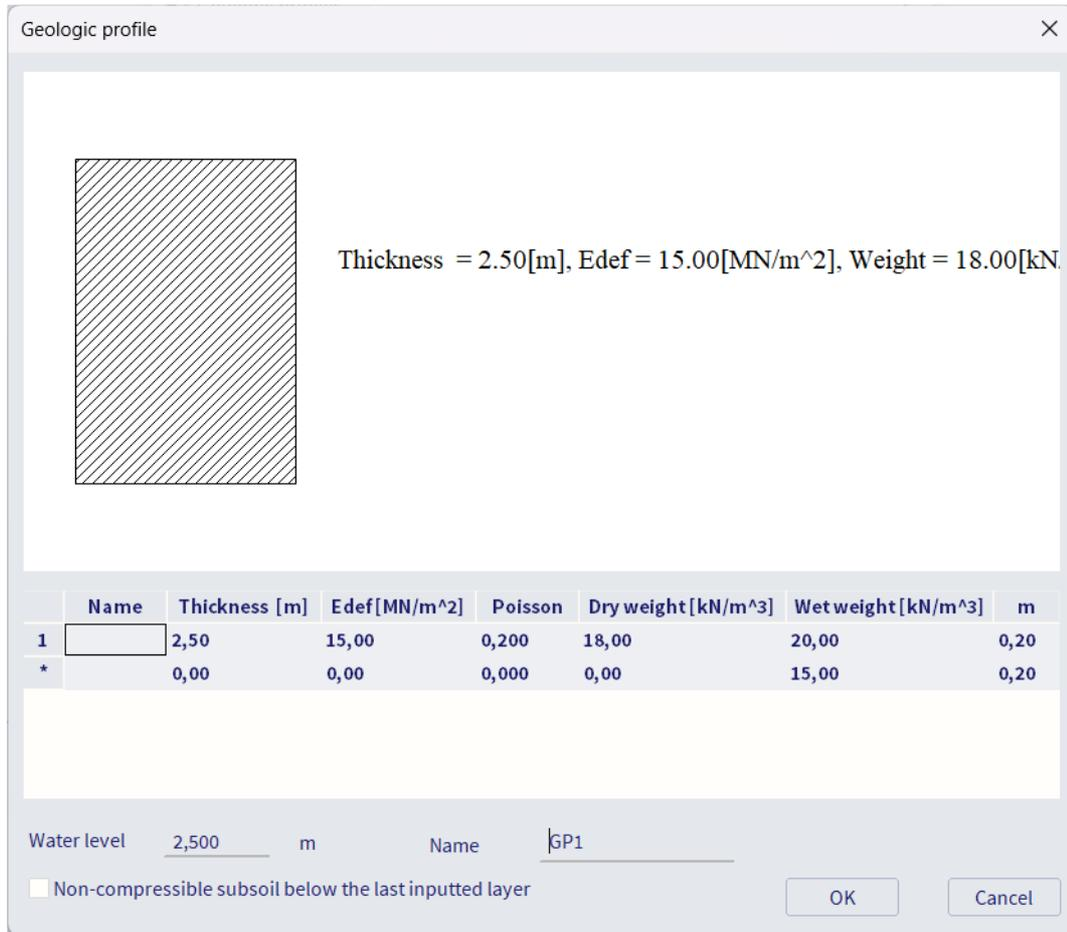 Geologic profile
Thickness = 2.50[m], Edef = 15.00[MN/m^2], Weight = 18.00[kN
Name Thickness [m] Edef[MN/m^2] Poisson Dry weight[kN/m^3] Wet weight[kN/m^3] m
1 2,50 15,00 0,200 18,00 20,00 0,20
* 0,00 0,00 0,000 0,00 15,00 0,20
Water level 2,500 m Name GP1
Non-compressible subsoil below the last inputted layer OK Cancel